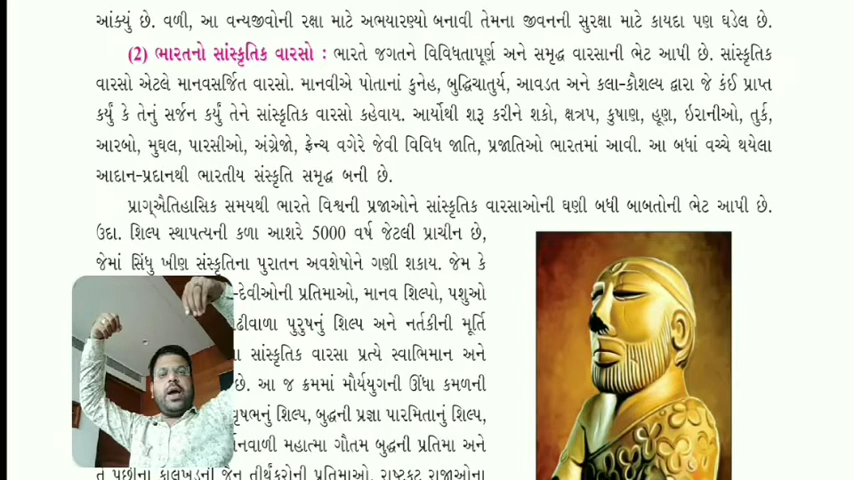 આંક્યું છે. વળી, આ વન્યજીવોની રક્ષા માટે અભયારણ્યો બનાવી તેમના જીવનની સુરક્ષા માટે કાયદા પણ ઘડેલ છે.
(2) ભારતનો સાંસ્કૃતિક વારસો : ભારતે જગતને વિવિધતાપૂર્ણ અને સમૃદ્ધ વારસાની ભેટ આપી છે. સાંસ્કૃતિક
વારસો એટલે માનવસર્જિત વારસો. માનવીએ પોતાનાં કુનેહ, બુદ્ધિચાતુર્ય, આવડત અને કલા-કૌશલ્ય દ્વારા જે કંઈ પ્રાપ્ત
કર્યું કે તેનું સર્જન કર્યું તેને સાંસ્કૃતિક વારસો કહેવાય. આર્યોથી શરૂ કરીને શકો, ક્ષત્રપ, કુષાણ, હૂણ, ઇરાનીઓ, તુર્ક,
આરબો, મુઘલ, પારસીઓ, અંગ્રેજો, ફ્રેન્ચ વગેરે જેવી વિવિધ જાતિ, પ્રજાતિઓ ભારતમાં આવી. આ બધાં વચ્ચે થયેલા
આદાન-પ્રદાનથી ભારતીય સંસ્કૃતિ સમૃદ્ધ બની છે.
પ્રાગ્ઐતિહાસિક સમયથી ભારતે વિશ્વની પ્રજાઓને સાંસ્કૃતિક વારસાઓની ઘણી બધી બાબતોની ભેટ આપી છે.
ઉદા. શિલ્પ સ્થાપત્યની કળા આશરે 5000 વર્ષ જેટલી પ્રાચીન છે,
જેમાં સિંધુ ખીણ સંસ્કૃતિના પુરાતન અવશેષોને ગણી શકાય. જેમ કે
-દેવીઓની પ્રતિમાઓ, માનવ શિલ્પો, પશુઓ
પુરુષનું શિલ્પ અને નર્તકીની મૂર્તિ
સાંસ્કૃતિક વારસા પ્રત્યે સ્વાભિમાન અને
છે. આ જ ક્રમમાં મૌર્યયુગની ઊંધા કમળની
શિલ્પ, બુદ્ધની પ્રજ્ઞા પારમિતાનું શિલ્પ,
મહાત્મા ગૌતમ બુદ્ધની પ્રતિમા અને
જૈન તીર્થંકરોની પ્રતિમાઓ, રાષ્ટ્રકૂટ રાજાઓના